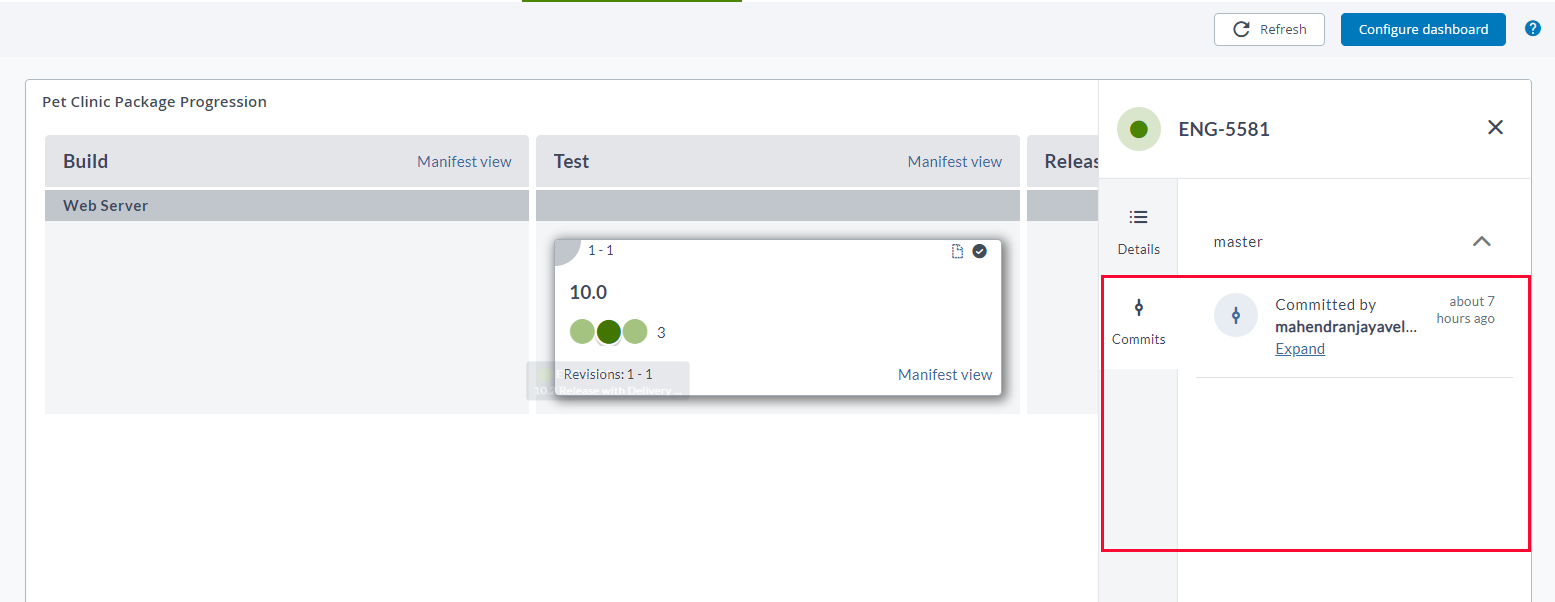 Refresh
Configure dashboard
?
Pet Clinic Package Progression
ENG-5581
Build
Manifest view
Test
Manifest view
Releas
Web Server
Details
master
1 - 1
10.0
3
Revisions: 1 - 1
Manifest view
Release with Delivery ...
Commits
Committed by
mahendranjayavel...
Expand
about 7
hours ago